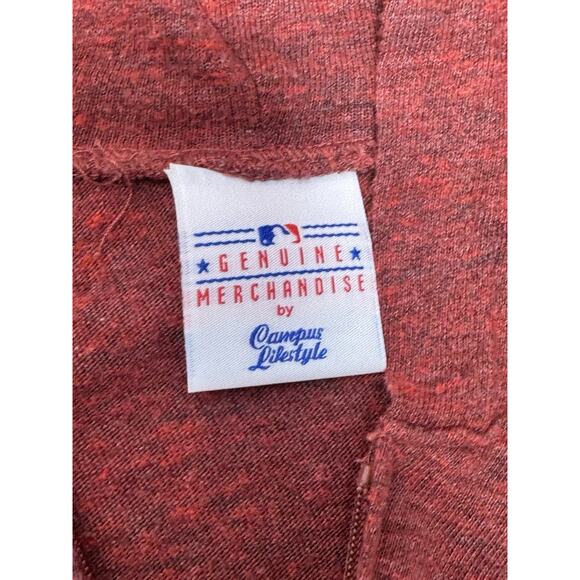 GENUINE
MERCHANDISE
by
Campus
Lifestyle